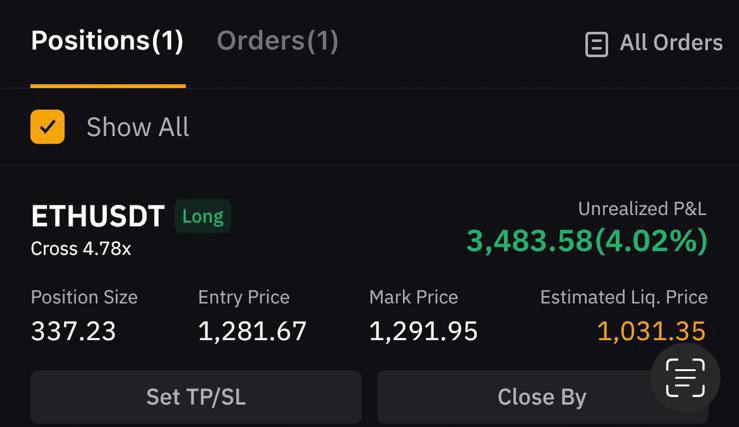 Positions(1) Orders(1) All Orders
Show All
ETHUSDT Long Unrealized P&L
Cross 4.78x 3,483.58(4.02%)
Position Size Entry Price Mark Price Estimated Liq. Price
337.23 1,281.67 1,291.95 1,031.35
Set TP/SL Close By